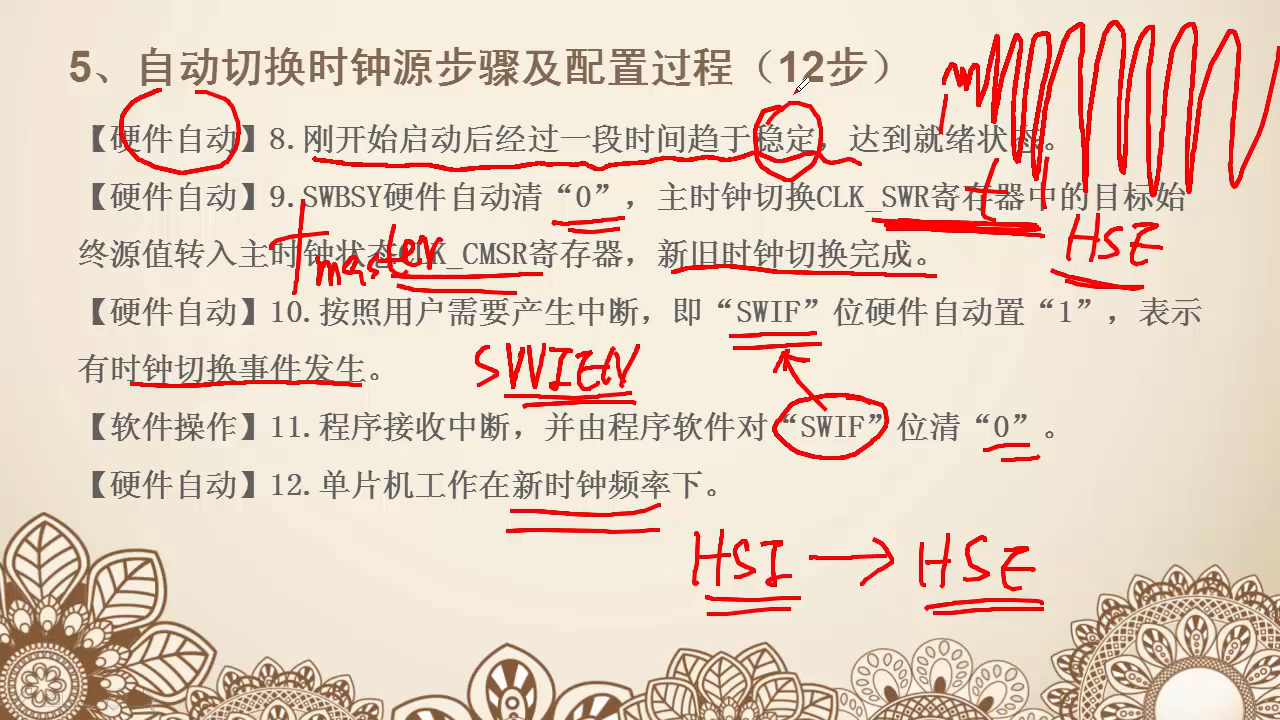 5、自动切换时钟源步骤及配置过程（12步）
【硬件自动】8.刚开始启动后经过一段时间趋于稳定，达到就绪状态。
【硬件自动】9.SWBSY硬件自动清“0”，主时钟切换CLK_SWR寄存器中的目标始
终源值转入主时钟状态CLK_CMSR寄存器，新旧时钟切换完成。
【硬件自动】10.按照用户需要产生中断，即“SWIF”位硬件自动置“1”，表示
有时钟切换事件发生。
【软件操作】11.程序接收中断，并由程序软件对“SWIF”位清“0”。
【硬件自动】12.单片机工作在新时钟频率下。
t
HSE
fmaster
SWIEN
HSI → HSE